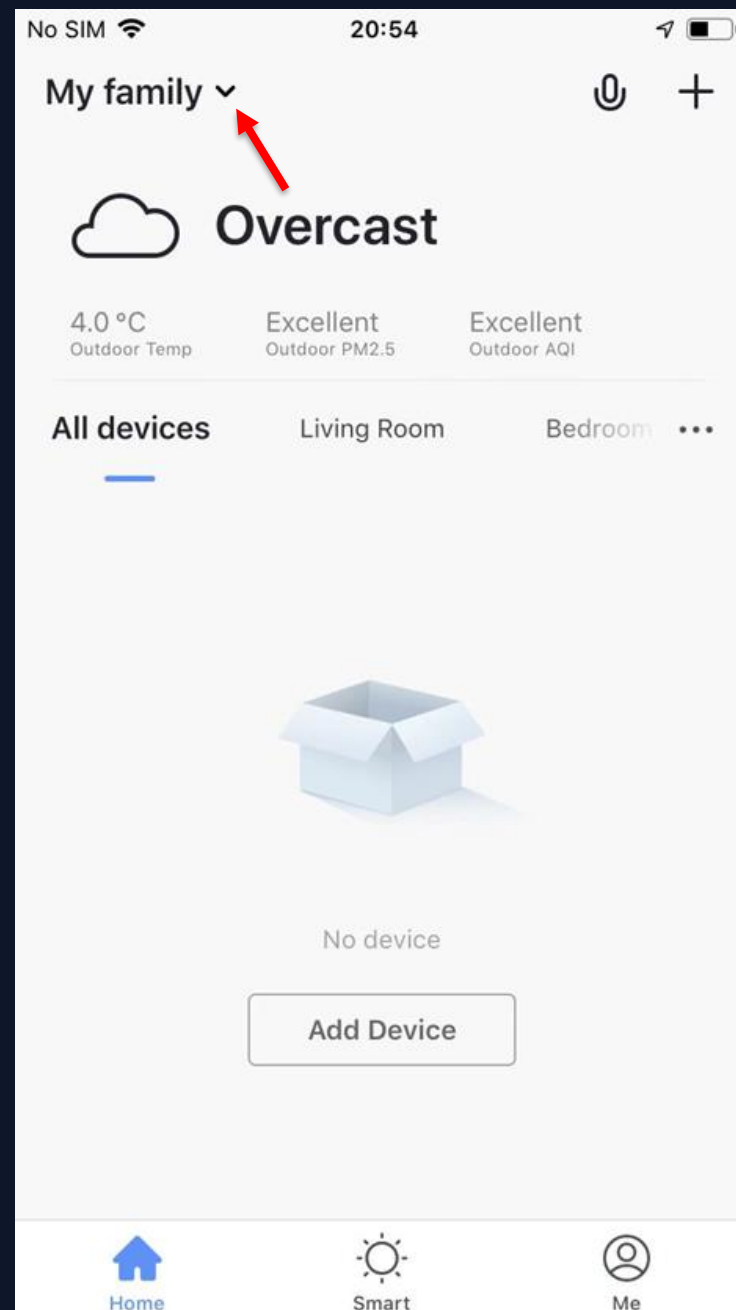 No SIM 20:54
My family
Overcast
4.0 °C Excellent Excellent
Outdoor Temp Outdoor PM2.5 Outdoor AQI
All devices Living Room Bedroom
No device
Add Device
Home Smart Me